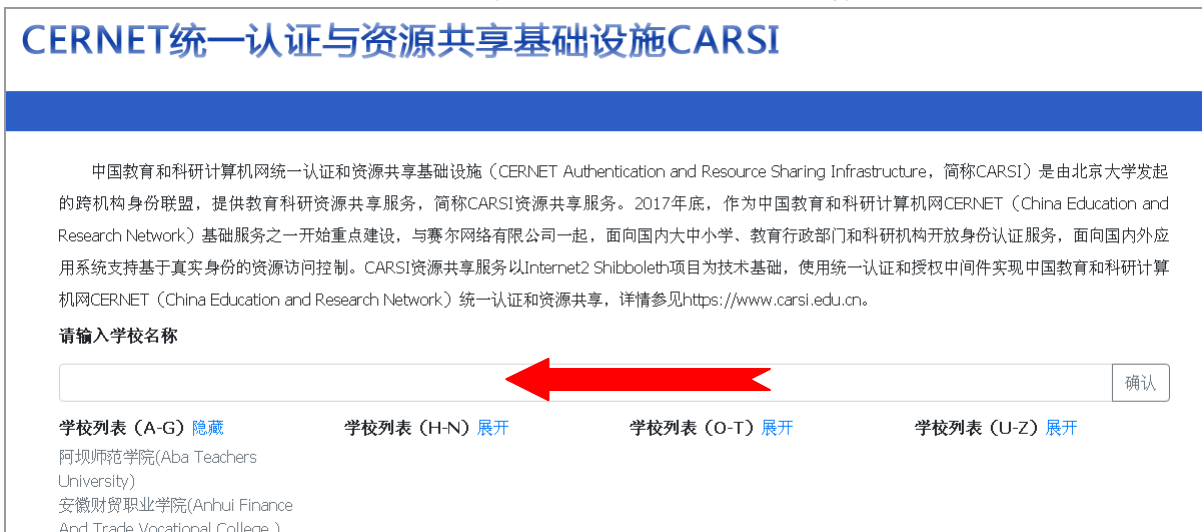 CERNET统一认证与资源共享基础设施CARSI
中国教育和科研计算机网统一认证和资源共享基础设施（CERNET Authentication and Resource Sharing Infrastructure，简称CARSI）是由北京大学发起
的跨机构身份联盟，提供教育科研资源共享服务，简称CARSI资源共享服务。2017年底，作为中国教育和科研计算机网CERNET（China Education and
Research Network）基础服务之一开始重点建设，与赛尔网络有限公司一起，面向国内大中小学、教育行政部门和科研机构开放身份认证服务，面向国内外应
用系统支持基于真实身份的资源访问控制。CARSI资源共享服务以Internet2 Shibboleth项目为技术基础，使用统一认证和授权中间件实现中国教育和科研计算
机网CERNET（China Education and Research Network）统一认证和资源共享，详情参见https://www.carsi.edu.cn。
请输入学校名称
确认
学校列表（A-G）隐藏 学校列表（H-N）展开 学校列表（O-T）展开 学校列表（U-Z）展开
阿坝师范学院(Aba Teachers
University)
安徽财贸职业学院(Anhui Finance
And Trade Vocational College )